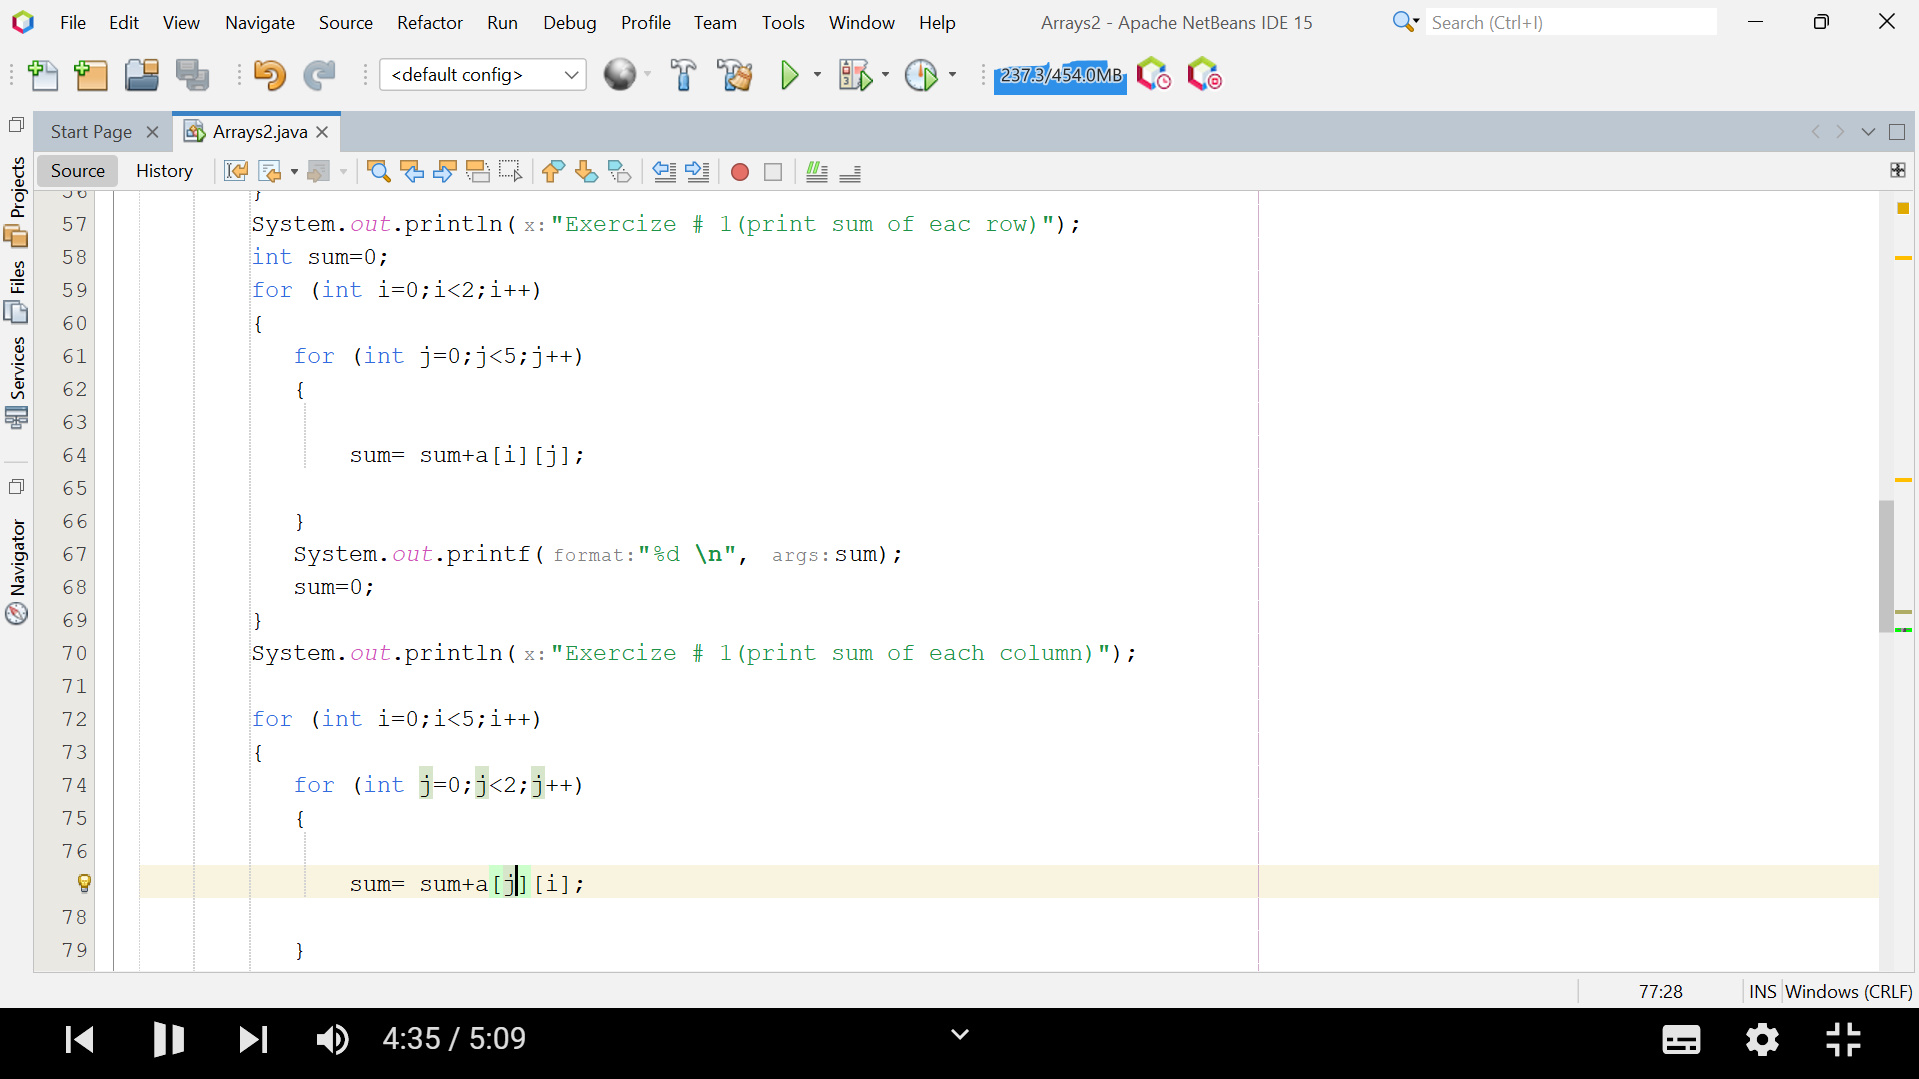 File Edit View Navigate Source Refactor Run Debug Profile Team Tools Window Help Arrays2 - Apache NetBeans IDE 15 Search (Ctrl+I)
<default config> 237.3/454.0MB
Start Page Arrays2.java
Source History
Projects
Files
Services
Navigator
56 }
57 System.out.println( x:"Exercize # 1(print sum of eac row)");
58 int sum=0;
59 for (int i=0;i<2;i++)
60 {
61 for (int j=0;j<5;j++)
62 {
63
64 sum= sum+a[i][j];
65
66 }
67 System.out.printf( format:"%d \n", args:sum);
68 sum=0;
69 }
70 System.out.println( x:"Exercize # 1(print sum of each column)");
71
72 for (int i=0;i<5;i++)
73 {
74 for (int j=0;j<2;j++)
75 {
76
sum= sum+a[j][i];
78
79 }
77:28 INS Windows (CRLF)
4:35 / 5:09